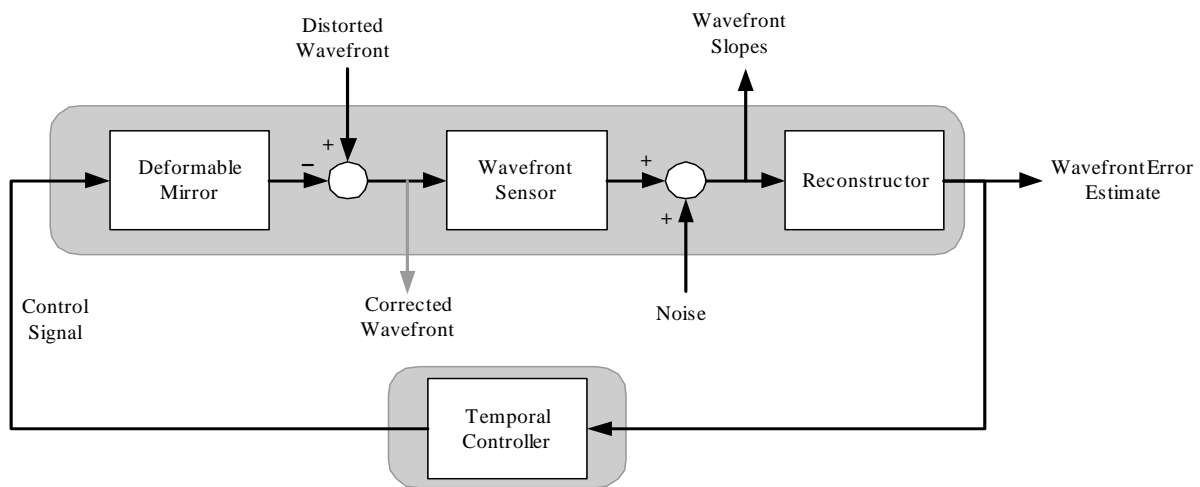 Distorted
Wavefront
Wavefront
Slopes
+
−
Deformable
Mirror
Wavefront
Sensor
+
+
Reconstructor
Wavefront Error
Estimate
Control
Signal
Corrected
Wavefront
Noise
Temporal
Controller